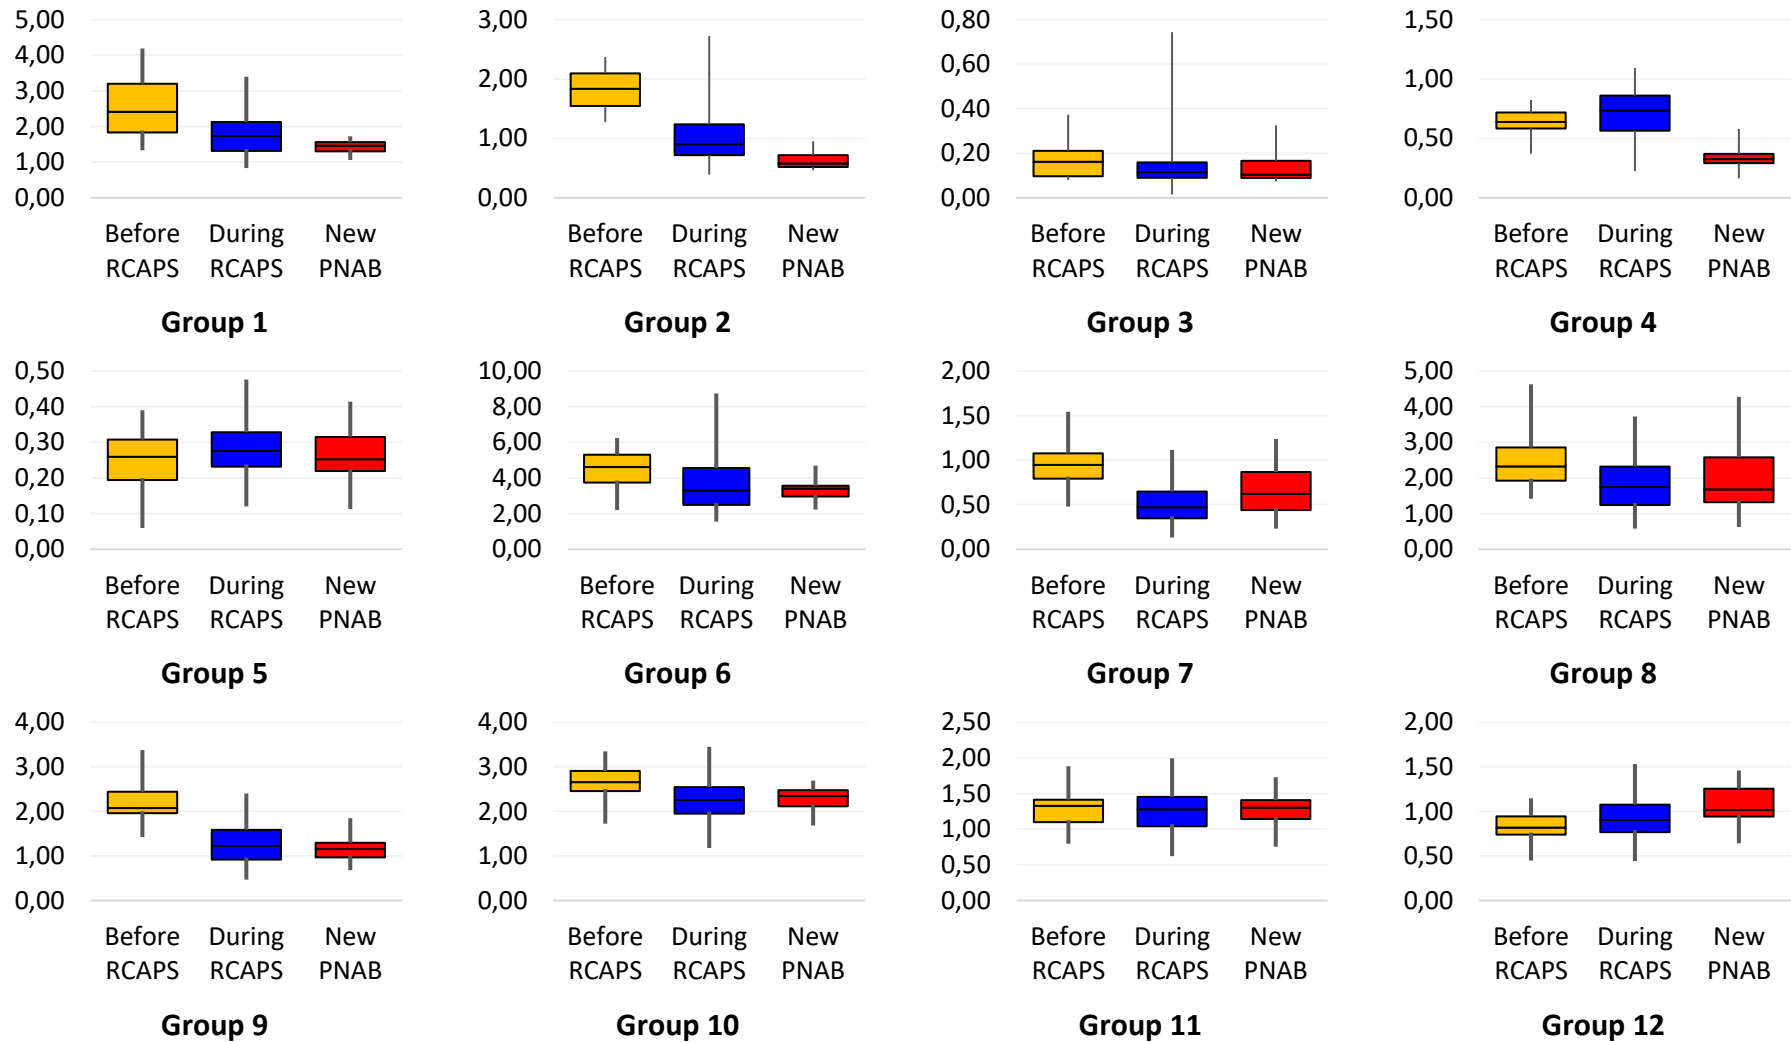 5,00
4,00
3,00
2,00
1,00
0,00
Before RCAPS
During RCAPS
New PNAB
Group 1
3,00
2,00
1,00
0,00
Before RCAPS
During RCAPS
New PNAB
Group 2
0,80
0,60
0,40
0,20
0,00
Before RCAPS
During RCAPS
New PNAB
Group 3
1,50
1,00
0,50
0,00
Before RCAPS
During RCAPS
New PNAB
Group 4
0,50
0,40
0,30
0,20
0,10
0,00
Before RCAPS
During RCAPS
New PNAB
Group 5
10,00
8,00
6,00
4,00
2,00
0,00
Before RCAPS
During RCAPS
New PNAB
Group 6
2,00
1,50
1,00
0,50
0,00
Before RCAPS
During RCAPS
New PNAB
Group 7
5,00
4,00
3,00
2,00
1,00
0,00
Before RCAPS
During RCAPS
New PNAB
Group 8
4,00
3,00
2,00
1,00
0,00
Before RCAPS
During RCAPS
New PNAB
Group 9
4,00
3,00
2,00
1,00
0,00
Before RCAPS
During RCAPS
New PNAB
Group 10
2,50
2,00
1,50
1,00
0,50
0,00
Before RCAPS
During RCAPS
New PNAB
Group 11
2,00
1,50
1,00
0,50
0,00
Before RCAPS
During RCAPS
New PNAB
Group 12